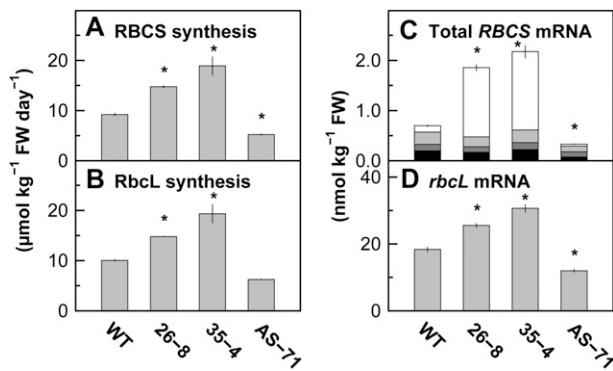 A RBCS synthesis
20
10
0
* * *
(µmol kg⁻¹ FW day⁻¹)
B RbcL synthesis
20
10
0
* *
WT 26−8 35−4 AS−71
C Total RBCS mRNA
2.0
1.0
0.0
* * *
(nmol kg⁻¹ FW)
D rbcL mRNA
40
20
0
* * *
WT 26−8 35−4 AS−71